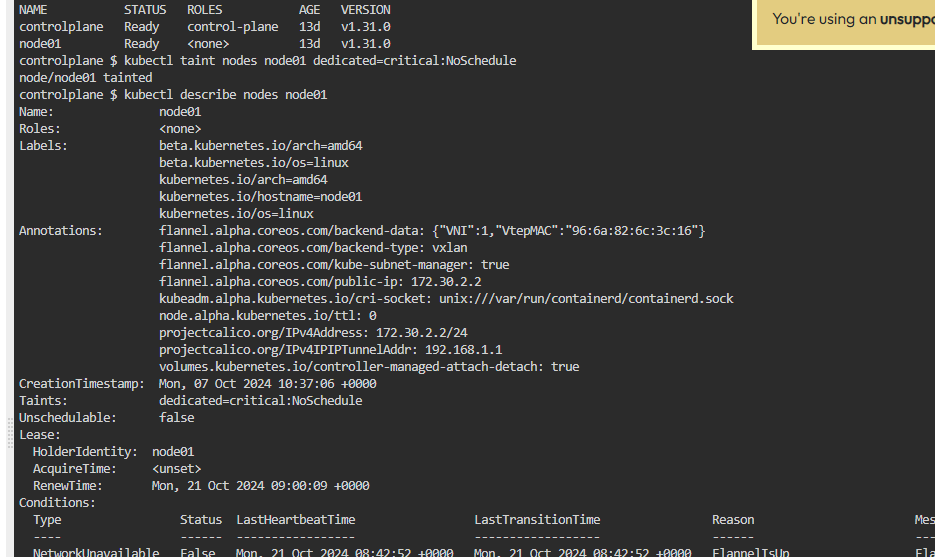 NAME STATUS ROLES AGE VERSION
controlplane Ready control-plane 13d v1.31.0
node01 Ready <none> 13d v1.31.0
controlplane $ kubectl taint nodes node01 dedicated=critical:NoSchedule
node/node01 tainted
controlplane $ kubectl describe nodes node01
Name: node01
Roles: <none>
Labels: beta.kubernetes.io/arch=amd64
beta.kubernetes.io/os=linux
kubernetes.io/arch=amd64
kubernetes.io/hostname=node01
kubernetes.io/os=linux
Annotations: flannel.alpha.coreos.com/backend-data: {"VNI":1,"VtepMAC":"96:6a:82:6c:3c:16"}
flannel.alpha.coreos.com/backend-type: vxlan
flannel.alpha.coreos.com/kube-subnet-manager: true
flannel.alpha.coreos.com/public-ip: 172.30.2.2
kubeadm.alpha.kubernetes.io/cri-socket: unix:///var/run/containerd/containerd.sock
node.alpha.kubernetes.io/ttl: 0
projectcalico.org/IPv4Address: 172.30.2.2/24
projectcalico.org/IPv4IPIPTunnelAddr: 192.168.1.1
volumes.kubernetes.io/controller-managed-attach-detach: true
CreationTimestamp: Mon, 07 Oct 2024 10:37:06 +0000
Taints: dedicated=critical:NoSchedule
Unschedulable: false
Lease:
HolderIdentity: node01
AcquireTime: <unset>
RenewTime: Mon, 21 Oct 2024 09:00:09 +0000
Conditions:
Type Status LastHeartbeatTime LastTransitionTime Reason Mes
---- ------ ----------------- ------------------ ------ ---
NetworkUnavailable False Mon, 21 Oct 2024 08:42:52 +0000 Mon, 21 Oct 2024 08:42:52 +0000 FlannelIsUp Fla
You're using an unsuppo